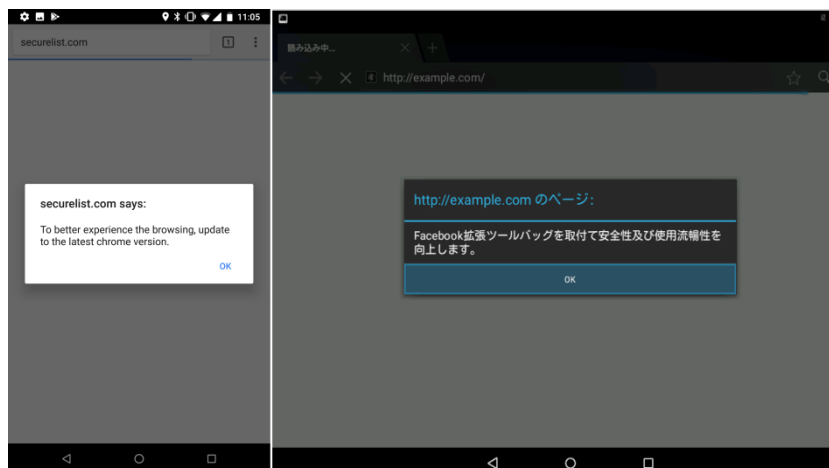 11:05
securelist.com
1
securelist.com says:
To better experience the browsing, update
to the latest chrome version.
OK
読み込み中...
http://example.com/
http://example.com のページ:
Facebook拡張ツールバッグを取付て安全性及び使用流暢性を
向上します。
OK